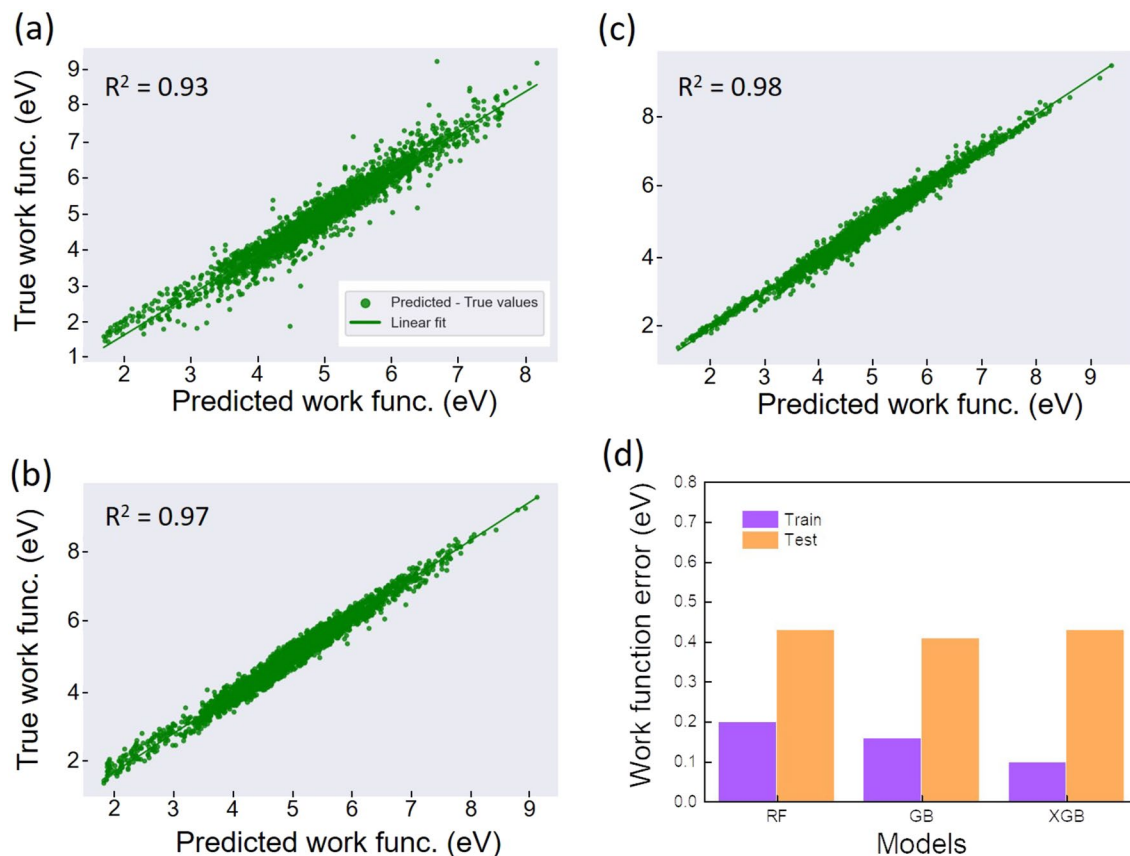 (a)
R² = 0.93
True work func. (eV)
9
8
7
6
5
4
3
2
1
Predicted - True values
Linear fit
2 3 4 5 6 7 8
Predicted work func. (eV)
(c)
R² = 0.98
8
6
4
2
2 3 4 5 6 7 8 9
Predicted work func. (eV)
(b)
R² = 0.97
True work func. (eV)
8
6
4
2
2 3 4 5 6 7 8 9
Predicted work func. (eV)
(d)
Work function error (eV)
0.8
0.7
0.6
0.5
0.4
0.3
0.2
0.1
0.0
Train
Test
RF GB XGB
Models